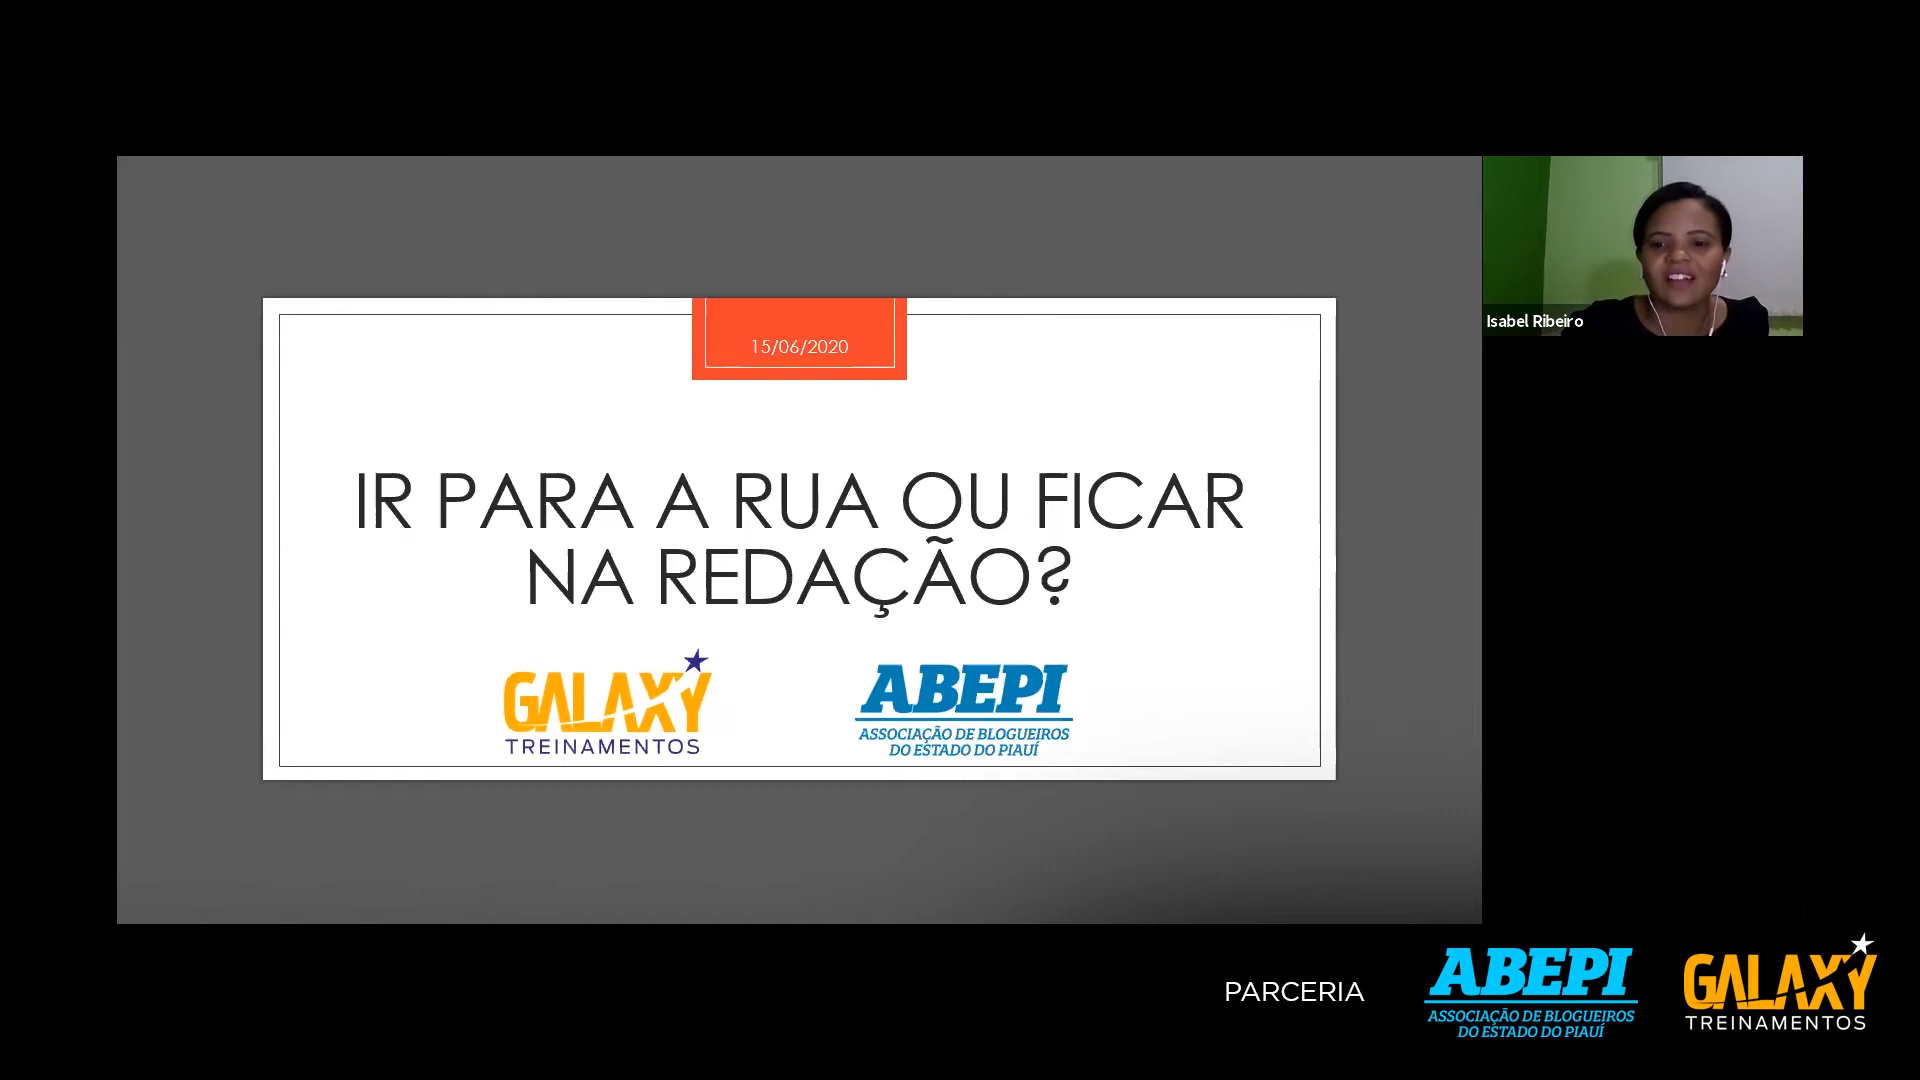 15/06/2020
IR PARA A RUA OU FICAR
NA REDAÇÃO?
GALAXY
TREINAMENTOS
ABEPI
ASSOCIAÇÃO DE BLOGUEIROS
DO ESTADO DO PIAUÍ
Isabel Ribeiro
PARCERIA
ABEPI
ASSOCIAÇÃO DE BLOGUEIROS
DO ESTADO DO PIAUÍ
GALAXY
TREINAMENTOS